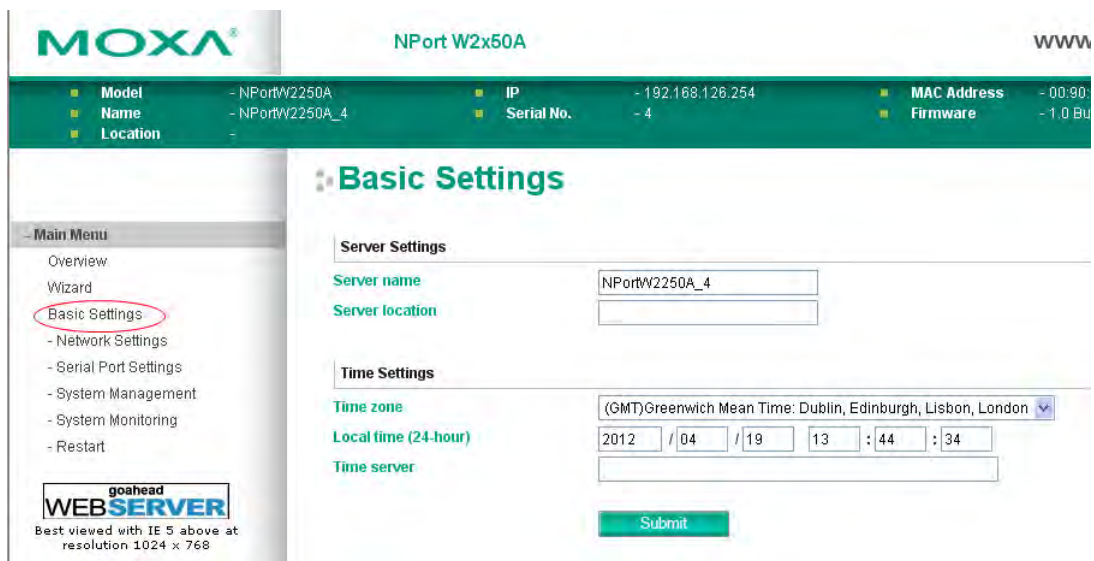 MOXA®
NPort W2x50A
www
Model - NPortW2250A
IP - 192.168.126.254
MAC Address - 00:90:
Name - NPortW2250A_4
Serial No. - 4
Firmware - 1.0 Bu
Location -
Basic Settings
- Main Menu
Overview
Wizard
Basic Settings
- Network Settings
- Serial Port Settings
- System Management
- System Monitoring
- Restart
goahead
WEBSERVER
Best viewed with IE 5 above at
resolution 1024 x 768
Server Settings
Server name NPortW2250A_4
Server location
Time Settings
Time zone (GMT)Greenwich Mean Time: Dublin, Edinburgh, Lisbon, London
Local time (24-hour) 2012 / 04 / 19 13 : 44 : 34
Time server
Submit